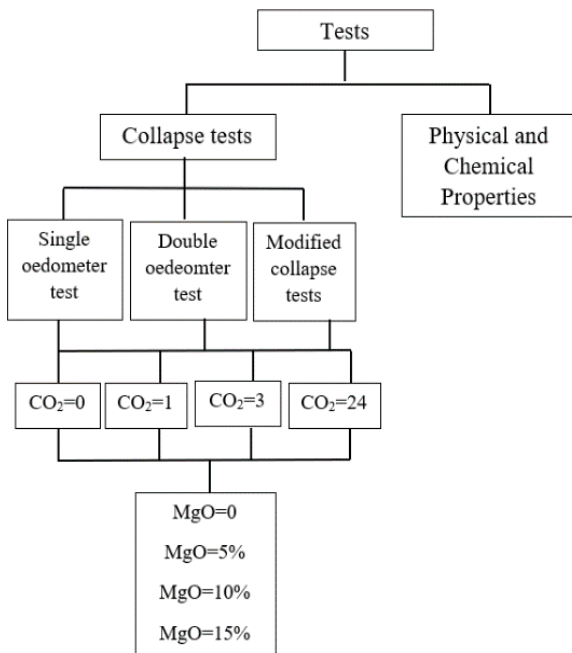 Tests
Collapse tests
Physical and
Chemical
Properties
Single
oedometer
test
Double
oedeomter
test
Modified
collapse
tests
CO₂=0
CO₂=1
CO₂=3
CO₂=24
MgO=0
MgO=5%
MgO=10%
MgO=15%